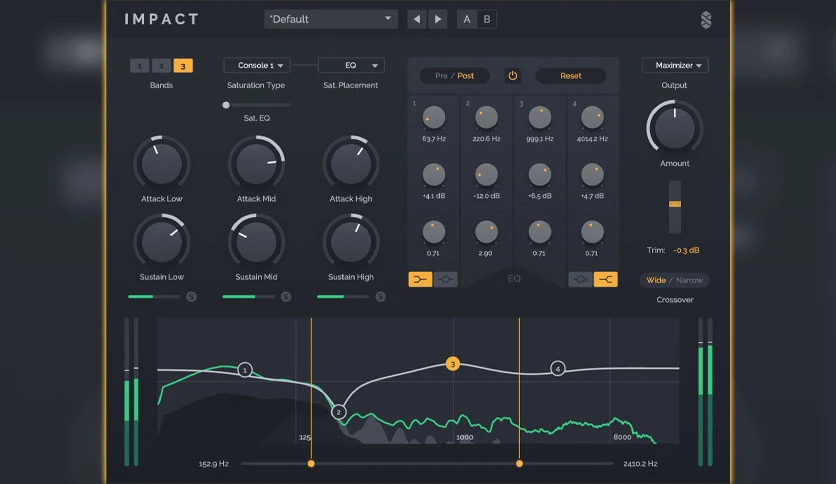 IMPACT
*Default
A B
1 2 3
Bands
Console 1
Saturation Type
EQ
Sat. Placement
Sat. EQ
Attack Low
Attack Mid
Attack High
Sustain Low
Sustain Mid
Sustain High
S
S
S
Pre / Post
Reset
1 2 3 4
63.7 Hz 220.6 Hz 999.1 Hz 4014.2 Hz
+4.1 dB -12.0 dB +6.5 dB +4.7 dB
0.71 2.90 0.71 0.71
EQ
Maximizer
Output
Amount
Trim: -0.3 dB
Wide / Narrow
Crossover
1 2 3 4
125 1000 8000
152.9 Hz 2410.2 Hz